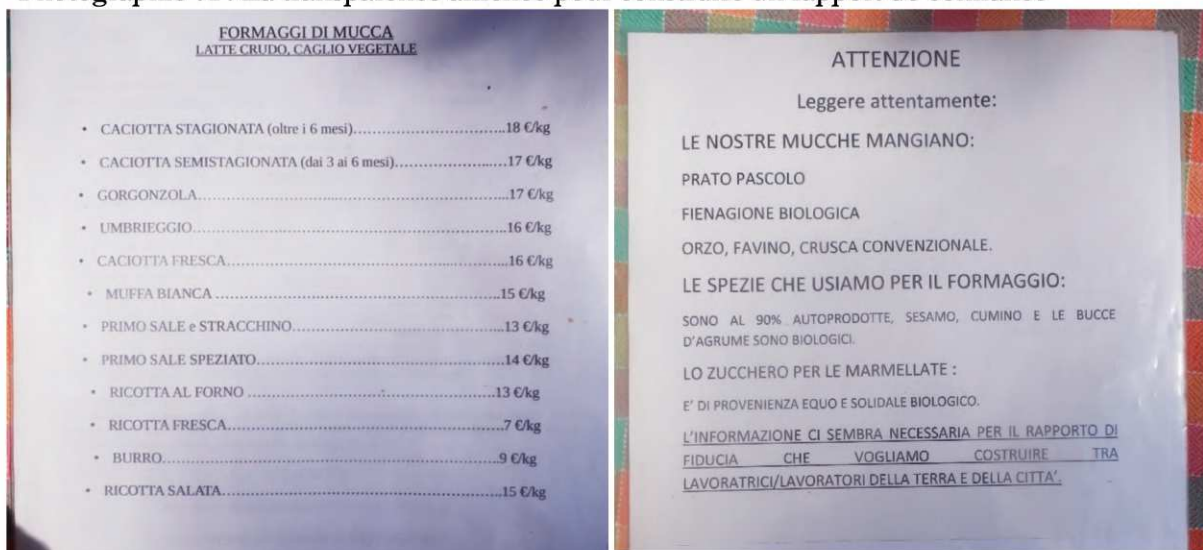 FORMAGGI DI MUCCA
LATTE CRUDO, CAGLIO VEGETALE
• CACIOTTA STAGIONATA (oltre i 6 mesi)..........18 €/kg
• CACIOTTA SEMISTAGIONATA (dai 3 ai 6 mesi)..........17 €/kg
• GORGONZOLA..........17 €/kg
• UMBRIEGGIO..........16 €/kg
• CACIOTTA FRESCA..........16 €/kg
• MUFFA BIANCA ..........15 €/kg
• PRIMO SALE e STRACCHINO..........13 €/kg
• PRIMO SALE SPEZIATO..........14 €/kg
• RICOTTA AL FORNO ..........13 €/kg
• RICOTTA FRESCA..........7 €/kg
• BURRO..........9 €/kg
• RICOTTA SALATA..........15 €/kg
ATTENZIONE
Leggere attentamente:
LE NOSTRE MUCCHE MANGIANO:
PRATO PASCOLO
FIENAGIONE BIOLOGICA
ORZO, FAVINO, CRUSCA CONVENZIONALE.
LE SPEZIE CHE USIAMO PER IL FORMAGGIO:
SONO AL 90% AUTOPRODOTTE, SESAMO, CUMINO E LE BUCCE
D'AGRUME SONO BIOLOGICI.
LO ZUCCHERO PER LE MARMELLATE :
E' DI PROVENIENZA EQUO E SOLIDALE BIOLOGICO.
L'INFORMAZIONE CI SEMBRA NECESSARIA PER IL RAPPORTO DI
FIDUCIA CHE VOGLIAMO COSTRUIRE TRA
LAVORATRICI/LAVORATORI DELLA TERRA E DELLA CITTA'.